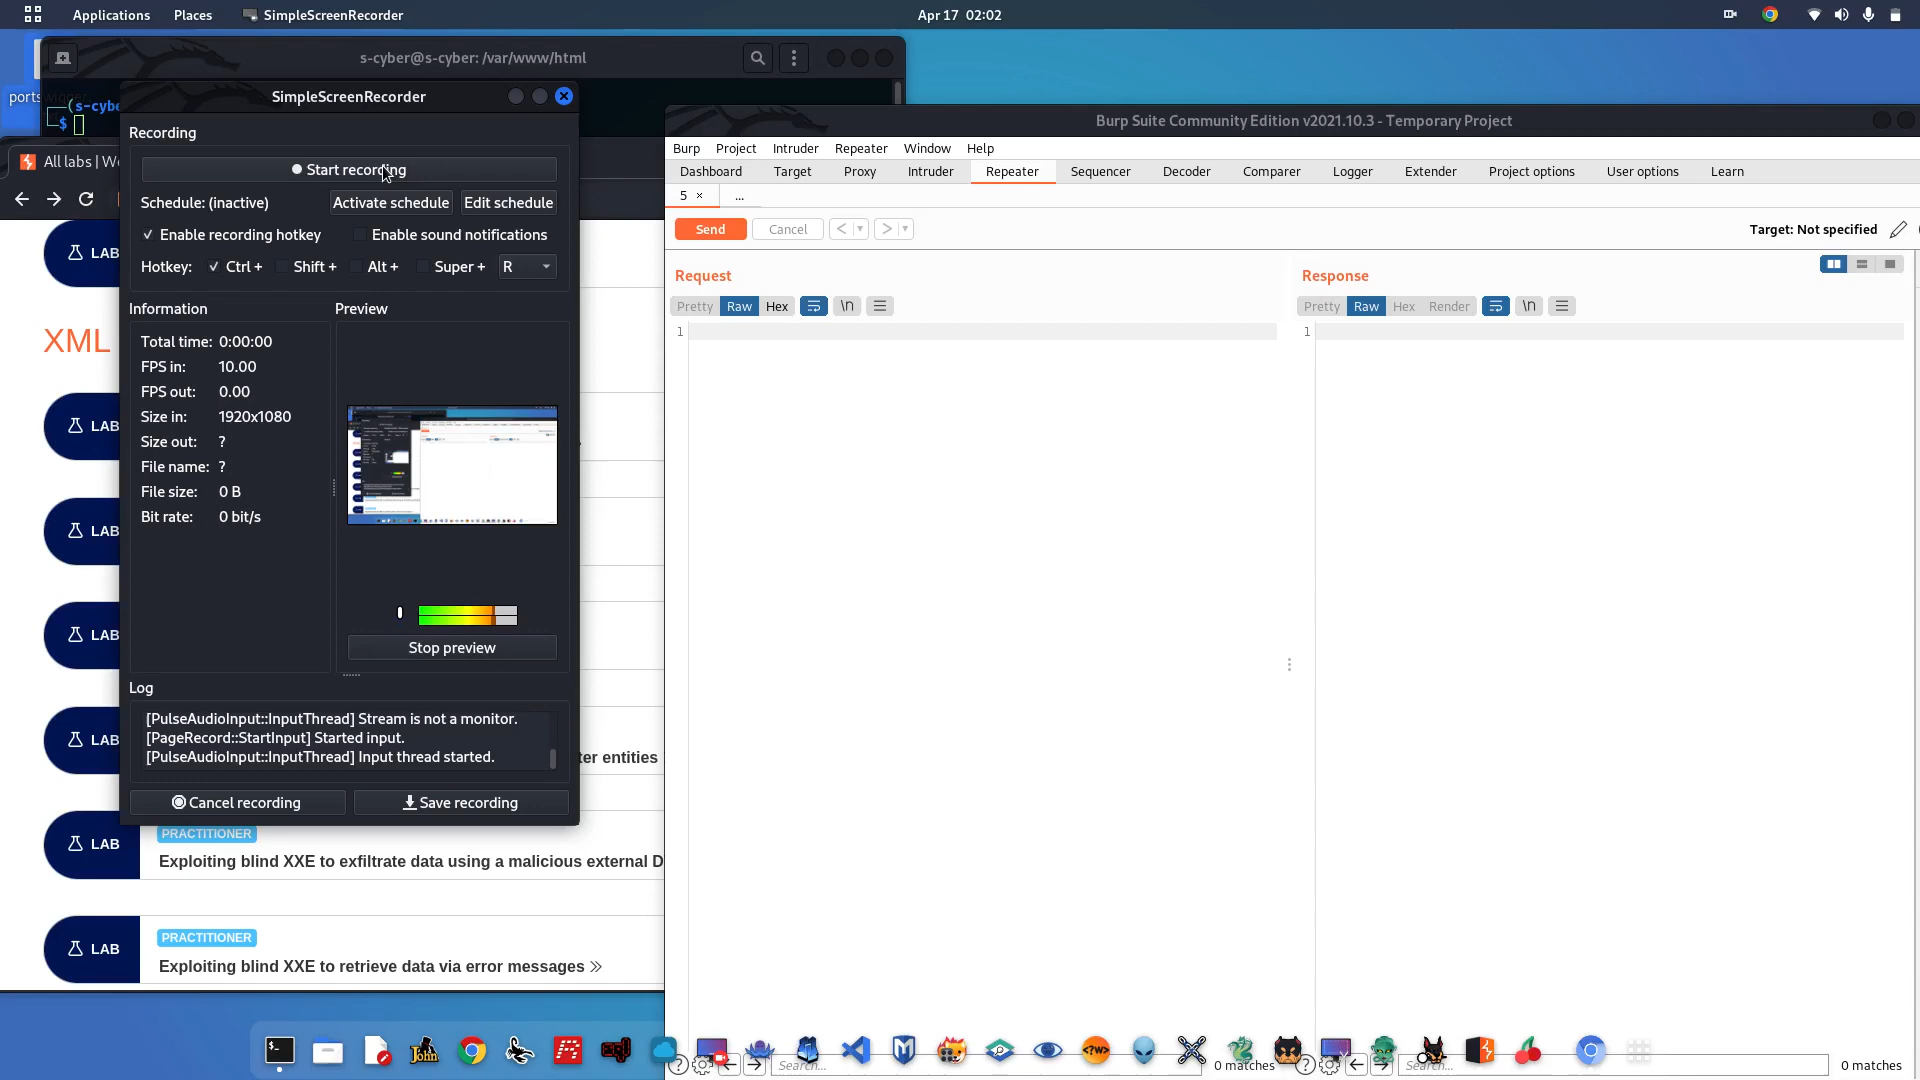 Applications Places SimpleScreenRecorder Apr 17 02:02
s-cyber@s-cyber: /var/www/html
(s-cybe
$
SimpleScreenRecorder
Recording
Start recording
Schedule: (inactive) Activate schedule Edit schedule
✓ Enable recording hotkey Enable sound notifications
Hotkey: ✓ Ctrl + Shift + Alt + Super + R
Information
Total time: 0:00:00
FPS in: 10.00
FPS out: 0.00
Size in: 1920x1080
Size out: ?
File name: ?
File size: 0 B
Bit rate: 0 bit/s
Preview
Stop preview
Log
[PulseAudioInput::InputThread] Stream is not a monitor.
[PageRecord::StartInput] Started input.
[PulseAudioInput::InputThread] Input thread started.
Cancel recording Save recording
All labs | We
LAB
XML
LAB
LAB
LAB
LAB
ter entities
LAB
PRACTITIONER
Exploiting blind XXE to exfiltrate data using a malicious external D
LAB
PRACTITIONER
Exploiting blind XXE to retrieve data via error messages
Burp Suite Community Edition v2021.10.3 - Temporary Project
Burp Project Intruder Repeater Window Help
Dashboard Target Proxy Intruder Repeater Sequencer Decoder Comparer Logger Extender Project options User options Learn
5 × ...
Send Cancel < >
Target: Not specified
Request
Pretty Raw Hex \n
1
Response
Pretty Raw Hex Render \n
1
Search... 0 matches
Search... 0 matches